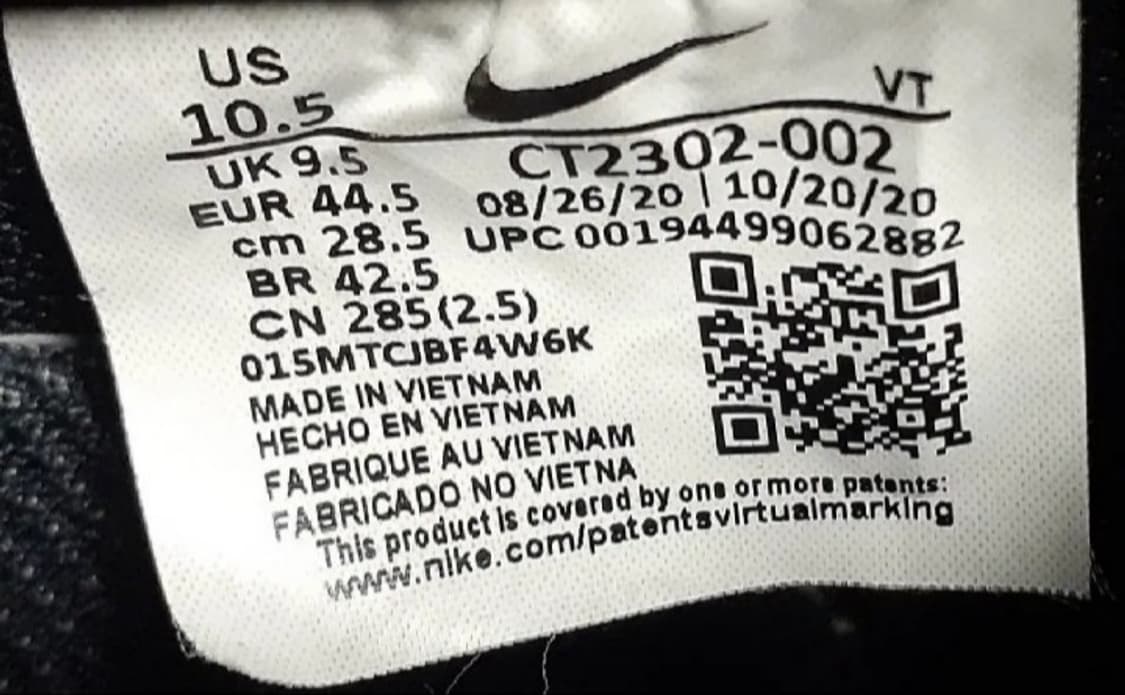 US
10.5
VT
UK 9.5
EUR 44.5
cm 28.5
BR 42.5
CN 285(2.5)
CT2302-002
08/26/20 | 10/20/20
UPC 00194499062882
015MTCJBF4W6K
MADE IN VIETNAM
HECHO EN VIETNAM
FABRIQUE AU VIETNAM
FABRICADO NO VIETNA
This product is covered by one or more patents:
www.nike.com/patentsvirtualmarking